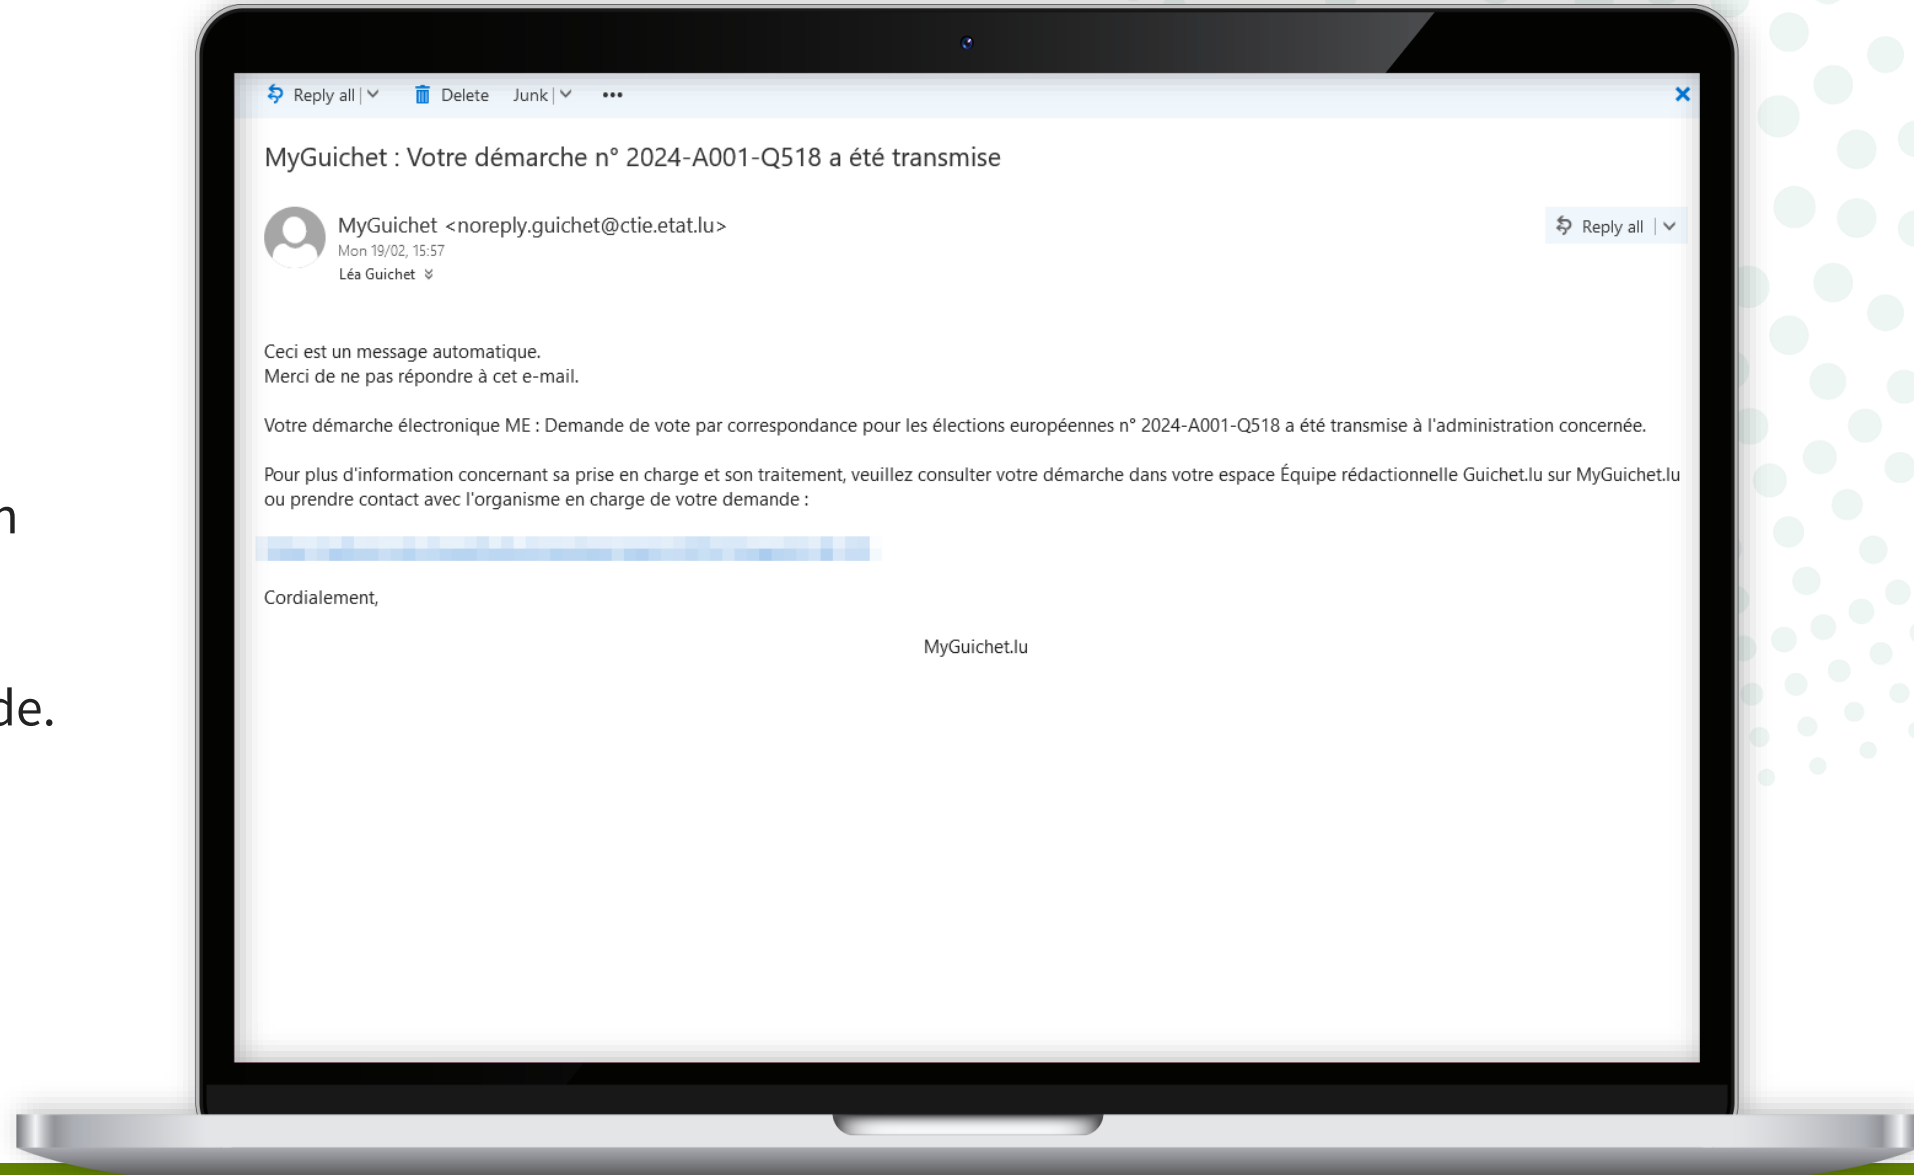 Reply all
Delete
Junk
MyGuichet : Votre démarche n° 2024-A001-Q518 a été transmise
MyGuichet <noreply.guichet@ctie.etat.lu>
Mon 19/02, 15:57
Léa Guichet
Reply all
Ceci est un message automatique.
Merci de ne pas répondre à cet e-mail.
Votre démarche électronique ME : Demande de vote par correspondance pour les élections européennes n° 2024-A001-Q518 a été transmise à l'administration concernée.
Pour plus d'information concernant sa prise en charge et son traitement, veuillez consulter votre démarche dans votre espace Équipe rédactionnelle Guichet.lu sur MyGuichet.lu
ou prendre contact avec l'organisme en charge de votre demande :
Cordialement,
MyGuichet.lu